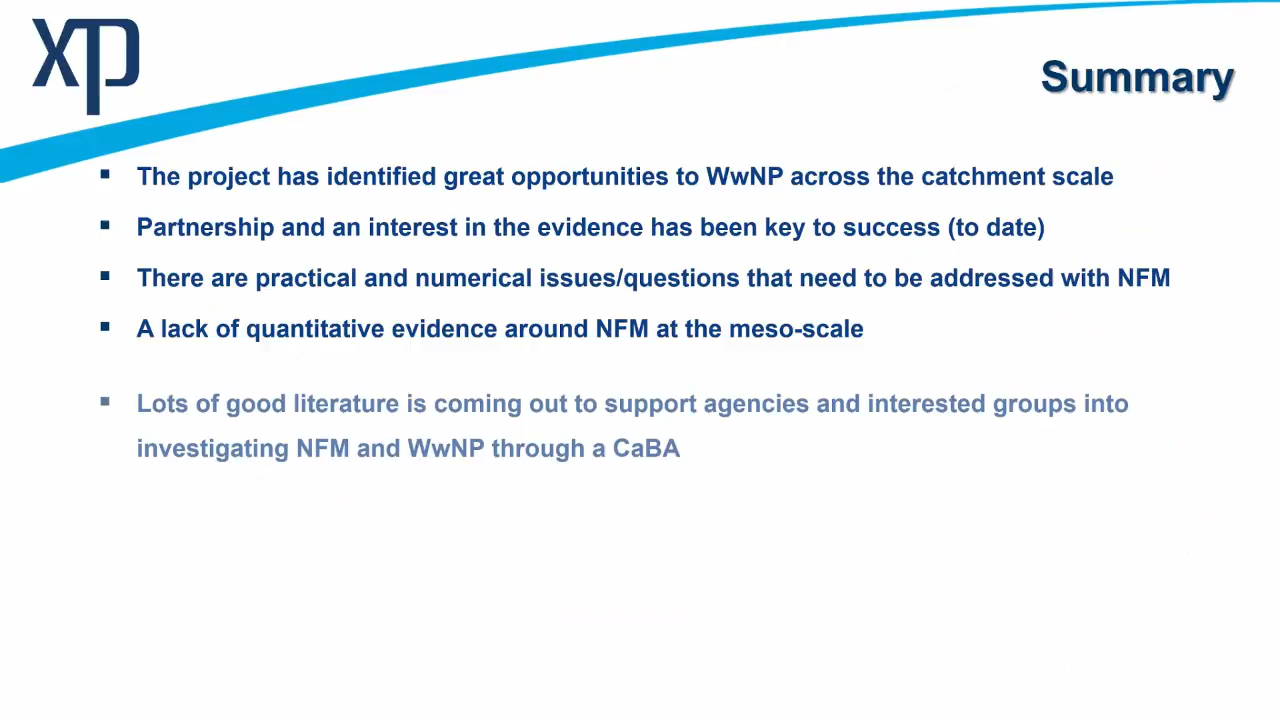 xp
Summary
▪ The project has identified great opportunities to WwNP across the catchment scale
▪ Partnership and an interest in the evidence has been key to success (to date)
▪ There are practical and numerical issues/questions that need to be addressed with NFM
▪ A lack of quantitative evidence around NFM at the meso-scale
▪ Lots of good literature is coming out to support agencies and interested groups into
investigating NFM and WwNP through a CaBA